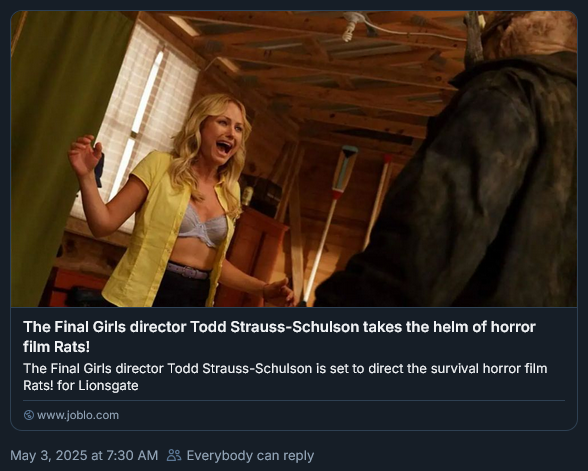 The Final Girls director Todd Strauss-Schulson takes the helm of horror
film Rats!
The Final Girls director Todd Strauss-Schulson is set to direct the survival horror film
Rats! for Lionsgate
www.joblo.com
May 3, 2025 at 7:30 AM Everybody can reply